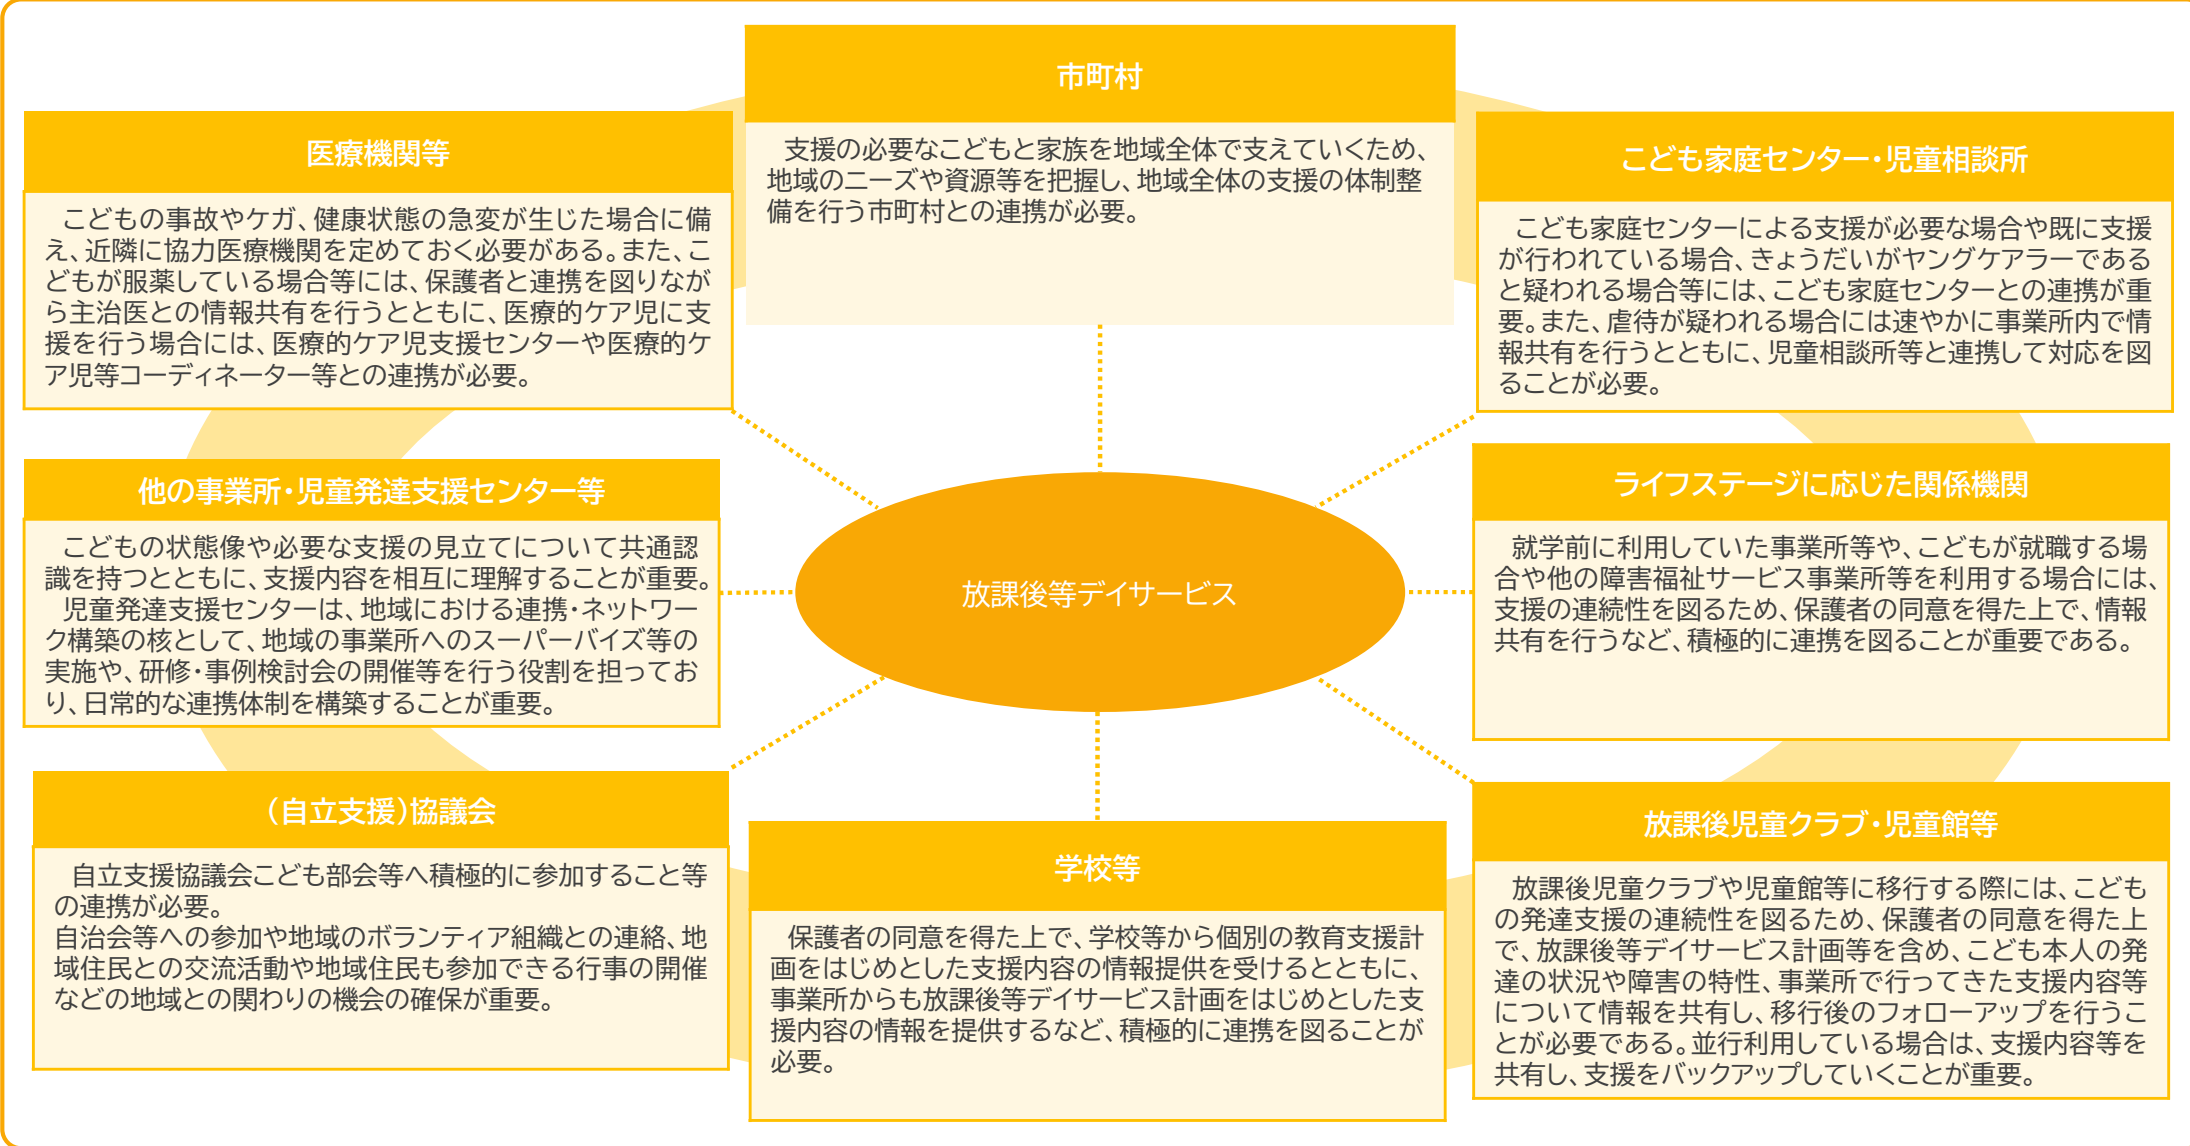 市町村
支援の必要なこどもと家族を地域全体で支えていくため、
地域のニーズや資源等を把握し、地域全体の支援の体制整
備を行う市町村との連携が必要。
医療機関等
こどもの事故やケガ、健康状態の急変が生じた場合に備
え、近隣に協力医療機関を定めておく必要がある。また、こ
どもが服薬している場合等には、保護者と連携を図りなが
ら主治医との情報共有を行うとともに、医療的ケア児に支
援を行う場合には、医療的ケア児支援センターや医療的ケ
ア児等コーディネーター等との連携が必要。
こども家庭センター・児童相談所
こども家庭センターによる支援が必要な場合や既に支援
が行われている場合、きょうだいがヤングケアラーである
と疑われる場合等には、こども家庭センターとの連携が重
要。また、虐待が疑われる場合には速やかに事業所内で情
報共有を行うとともに、児童相談所等と連携して対応を図
ることが必要。
他の事業所・児童発達支援センター等
こどもの状態像や必要な支援の見立てについて共通認
識を持つとともに、支援内容を相互に理解することが重要。
児童発達支援センターは、地域における連携・ネットワー
ク構築の核として、地域の事業所へのスーパーバイズ等の
実施や、研修・事例検討会の開催等を行う役割を担ってお
り、日常的な連携体制を構築することが重要。
放課後等デイサービス
ライフステージに応じた関係機関
就学前に利用していた事業所等や、こどもが就職する場
合や他の障害福祉サービス事業所等を利用する場合には、
支援の連続性を図るため、保護者の同意を得た上で、情報
共有を行うなど、積極的に連携を図ることが重要である。
（自立支援）協議会
自立支援協議会こども部会等へ積極的に参加すること等
の連携が必要。
自治会等への参加や地域のボランティア組織との連絡、地
域住民との交流活動や地域住民も参加できる行事の開催
などの地域との関わりの機会の確保が重要。
学校等
保護者の同意を得た上で、学校等から個別の教育支援計
画をはじめとした支援内容の情報提供を受けるとともに、
事業所からも放課後等デイサービス計画をはじめとした支
援内容の情報を提供するなど、積極的に連携を図ることが
必要。
放課後児童クラブ・児童館等
放課後児童クラブや児童館等に移行する際には、こども
の発達支援の連続性を図るため、保護者の同意を得た上
で、放課後等デイサービス計画等を含め、こども本人の発
達の状況や障害の特性、事業所で行ってきた支援内容等
について情報を共有し、移行後のフォローアップを行うこ
とが必要である。並行利用している場合は、支援内容等を
共有し、支援をバックアップしていくことが重要。